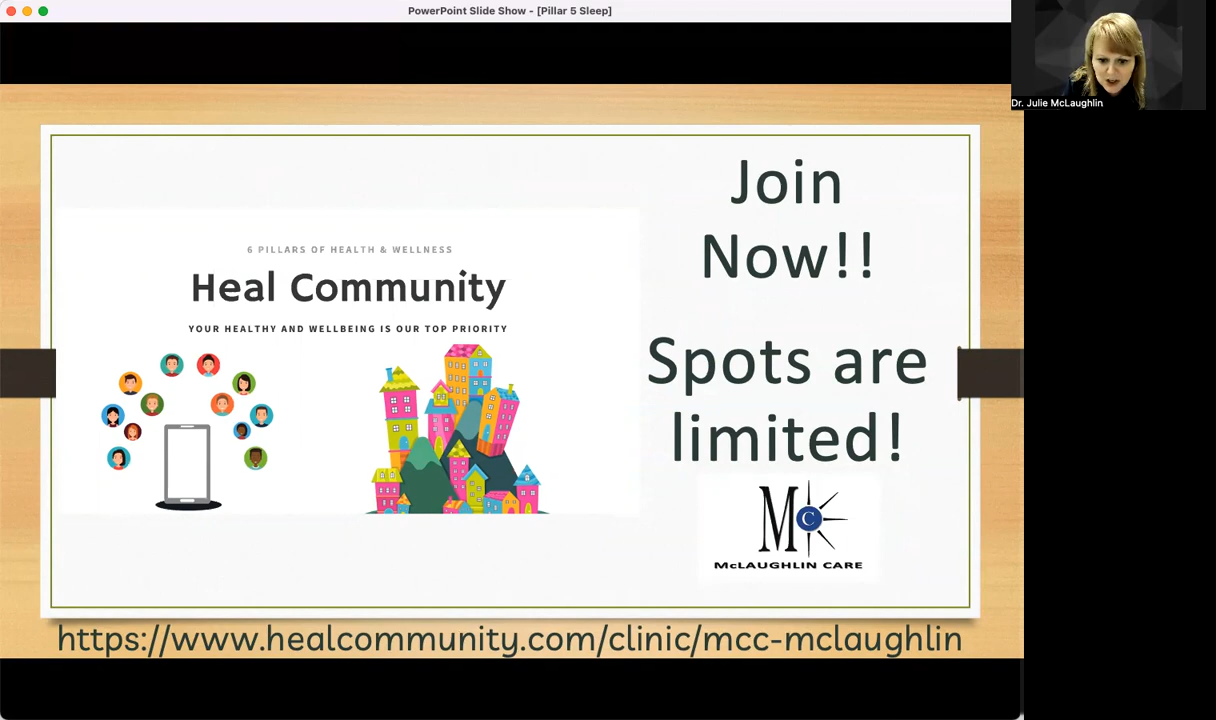 PowerPoint Slide Show - [Pillar 5 Sleep]
Dr. Julie McLaughlin
6 PILLARS OF HEALTH & WELLNESS
Heal Community
YOUR HEALTHY AND WELLBEING IS OUR TOP PRIORITY
Join
Now!!
Spots are
limited!
M C
McLAUGHLIN CARE
https://www.healcommunity.com/clinic/mcc-mclaughlin